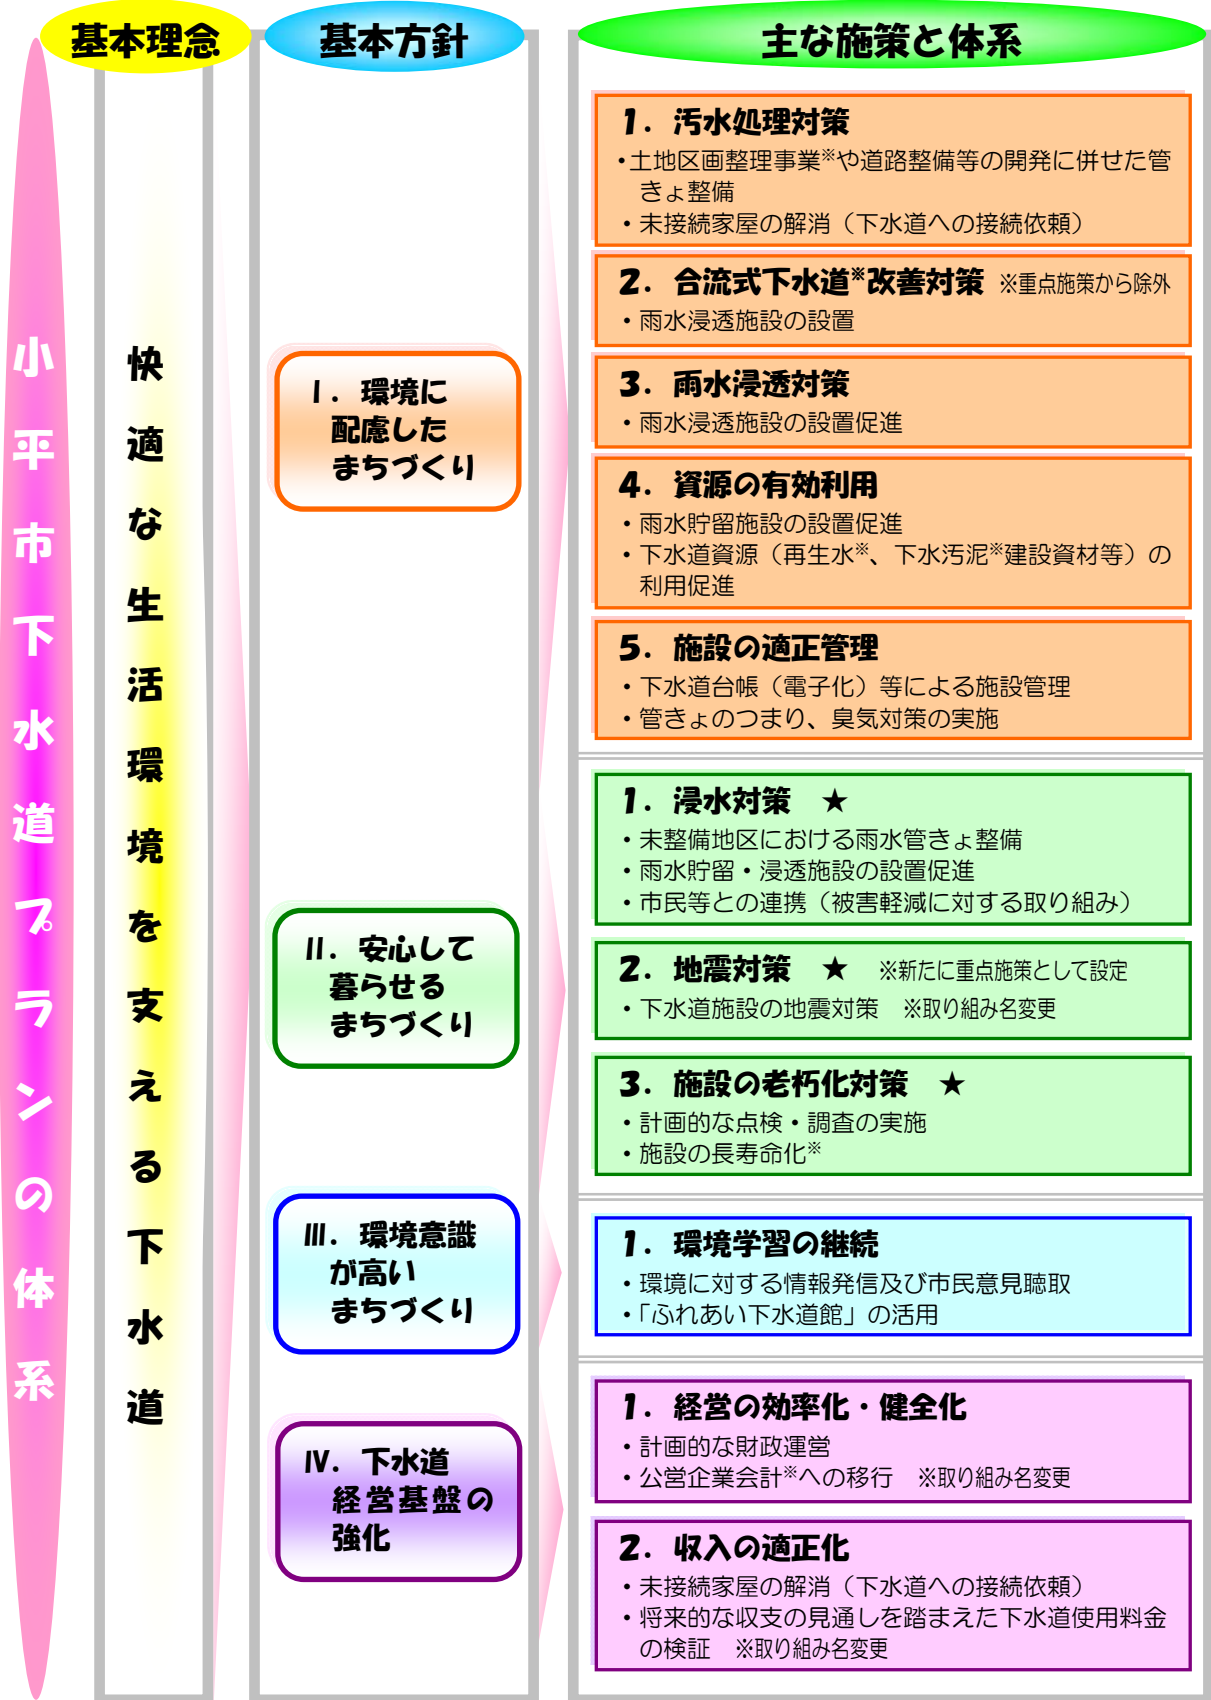 基本理念
基本方針
主な施策と体系
小平市下水道プランの体系
快適な生活環境を支える下水道
Ⅰ．環境に
配慮した
まちづくり
1．汚水処理対策
・土地区画整理事業※や道路整備等の開発に併せた管
きょ整備
・未接続家屋の解消（下水道への接続依頼）
2．合流式下水道※改善対策 ※重点施策から除外
・雨水浸透施設の設置
3．雨水浸透対策
・雨水浸透施設の設置促進
4．資源の有効利用
・雨水貯留施設の設置促進
・下水道資源（再生水※、下水汚泥※建設資材等）の
利用促進
5．施設の適正管理
・下水道台帳（電子化）等による施設管理
・管きょのつまり、臭気対策の実施
Ⅱ．安心して
暮らせる
まちづくり
1．浸水対策　★
・未整備地区における雨水管きょ整備
・雨水貯留・浸透施設の設置促進
・市民等との連携（被害軽減に対する取り組み）
2．地震対策　★　※新たに重点施策として設定
・下水道施設の地震対策　※取り組み名変更
3．施設の老朽化対策　★
・計画的な点検・調査の実施
・施設の長寿命化※
Ⅲ．環境意識
が高い
まちづくり
1．環境学習の継続
・環境に対する情報発信及び市民意見聴取
・「ふれあい下水道館」の活用
Ⅳ．下水道
経営基盤の
強化
1．経営の効率化・健全化
・計画的な財政運営
・公営企業会計※への移行　※取り組み名変更
2．収入の適正化
・未接続家屋の解消（下水道への接続依頼）
・将来的な収支の見通しを踏まえた下水道使用料金
の検証　※取り組み名変更